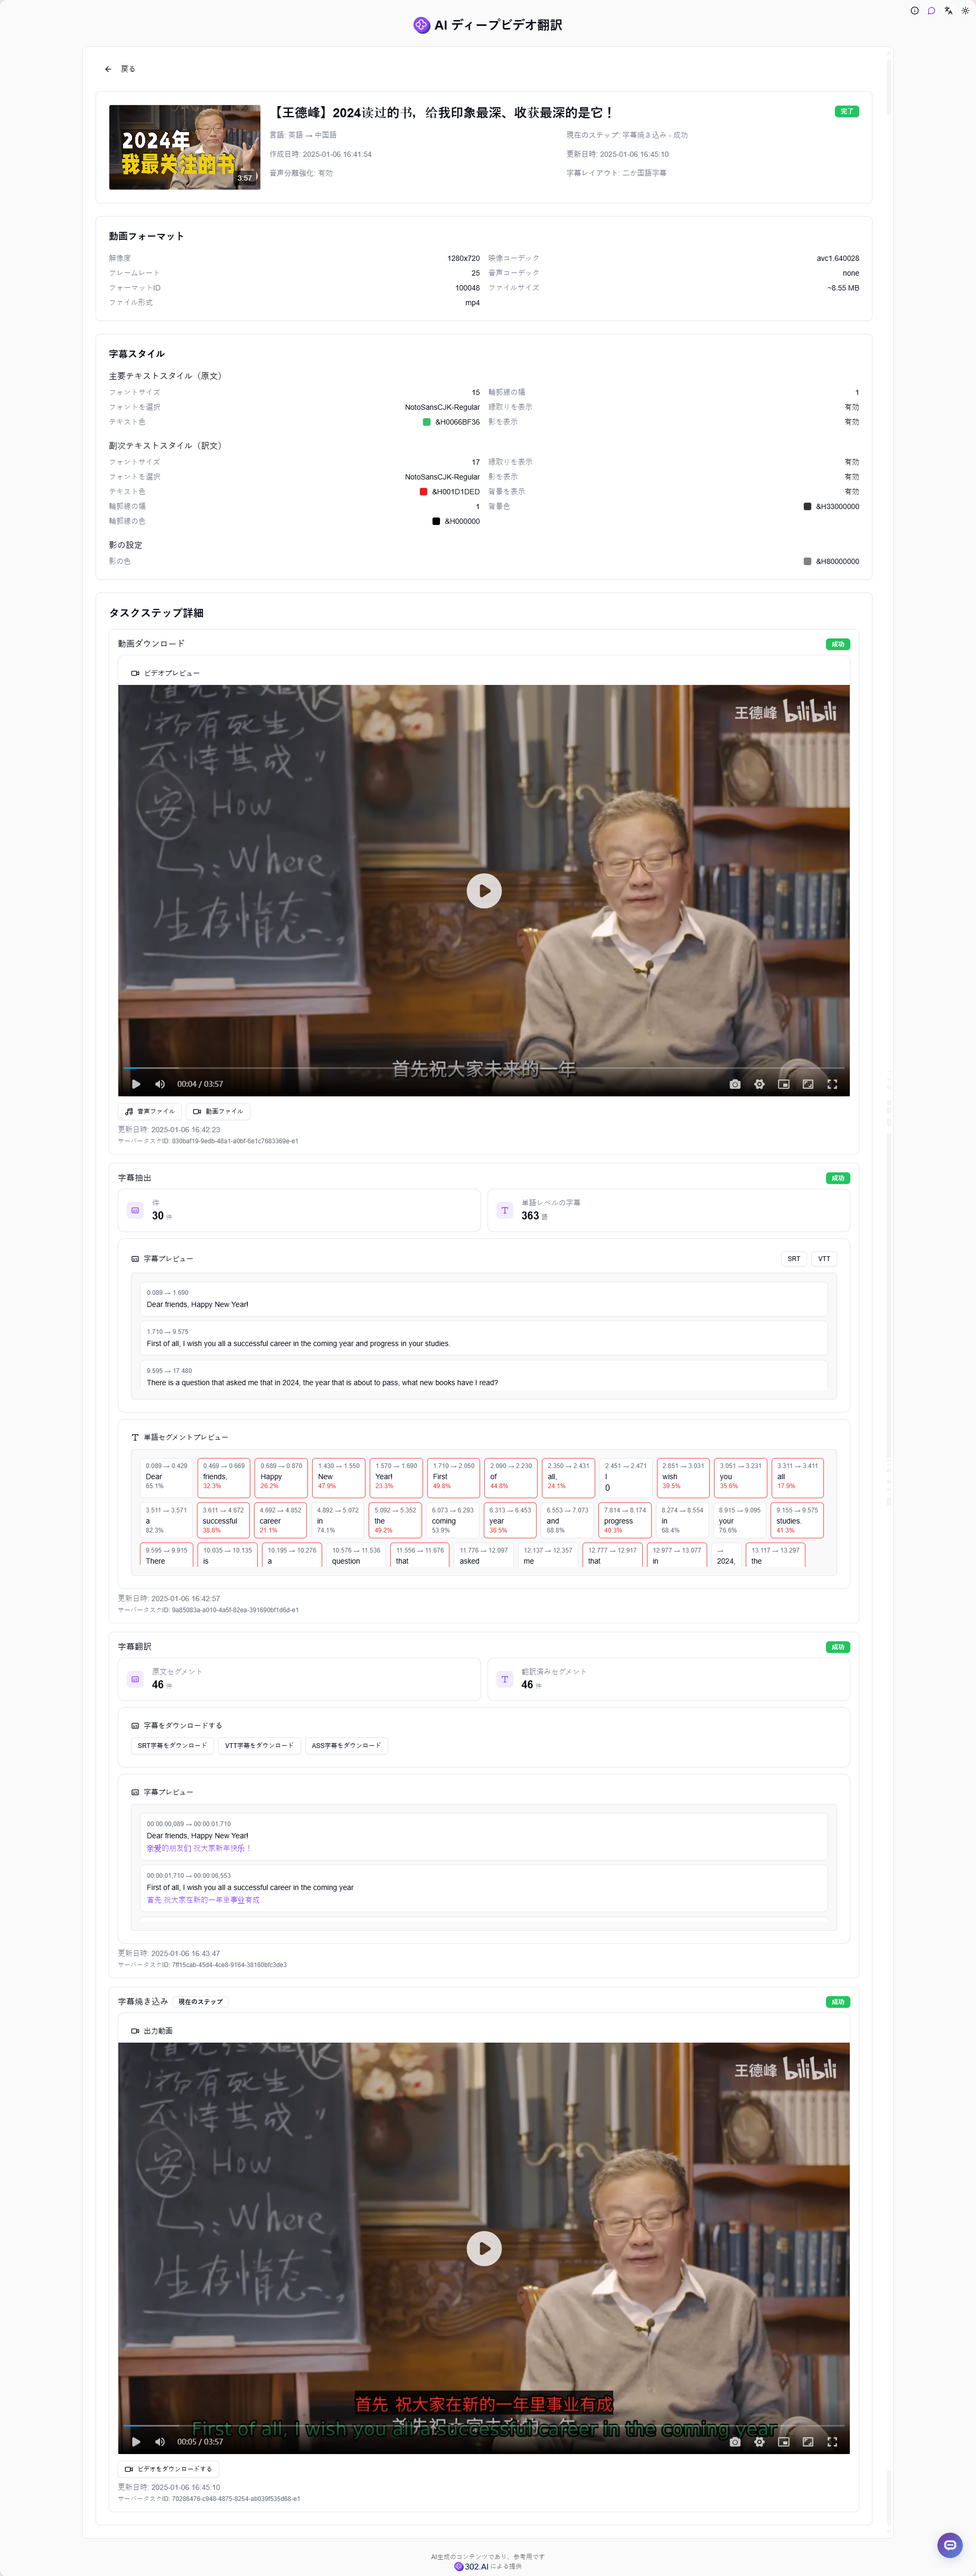 AI ディープビデオ翻訳
戻る
2024年
我最关注的书
3:57
【王德峰】2024读过的书，给我印象最深、收获最深的是它！
完了
言語: 英語 → 中国語
現在のステップ: 字幕焼き込み - 成功
作成日時: 2025-01-06 16:41:54
更新日時: 2025-01-06 16:45:10
音声分離強化: 有効
字幕レイアウト: 二か国語字幕
動画フォーマット
解像度 1280x720 映像コーデック avc1.640028
フレームレート 25 音声コーデック none
フォーマットID 100048 ファイルサイズ ~8.55 MB
ファイル形式 mp4
字幕スタイル
主要テキストスタイル（原文）
フォントサイズ 15 輪郭線の幅 1
フォントを選択 NotoSansCJK-Regular 縁取りを表示 有効
テキスト色 &H0066BF36 影を表示 有効
副次テキストスタイル（訳文）
フォントサイズ 17 縁取りを表示 有効
フォントを選択 NotoSansCJK-Regular 影を表示 有効
テキスト色 &H001D1DED 背景を表示 有効
輪郭線の幅 1 背景色 &H33000000
輪郭線の色 &H000000
影の設定
影の色 &H80000000
タスクステップ詳細
動画ダウンロード 成功
ビデオプレビュー
王德峰 bilibili
安 How
Where
生存情态
首先祝大家未来的一年
00:04 / 03:57
音声ファイル 動画ファイル
更新日時: 2025-01-06 16:42:23
サーバータスクID: 830baf19-9edb-48a1-a0bf-6e1c7683369e-e1
字幕抽出 成功
件
30 件
単語レベルの字幕
363 語
字幕プレビュー SRT VTT
0.089 → 1.690
Dear friends, Happy New Year!
1.710 → 9.575
First of all, I wish you all a successful career in the coming year and progress in your studies.
9.595 → 17.480
There is a question that asked me that in 2024, the year that is about to pass, what new books have I read?
単語セグメントプレビュー
0.089 → 0.429 0.469 → 0.669 0.689 → 0.870 1.430 → 1.550 1.570 → 1.690 1.710 → 2.050 2.090 → 2.230 2.350 → 2.431 2.451 → 2.471 2.851 → 3.031 3.051 → 3.231 3.311 → 3.411
Dear friends, Happy New Year! First of all, I wish you all
65.1% 32.3% 26.2% 47.9% 23.3% 49.8% 44.8% 24.1% () 39.5% 35.6% 17.9%
3.511 → 3.571 3.611 → 4.672 4.692 → 4.852 4.892 → 5.072 5.092 → 5.352 6.073 → 6.293 6.313 → 6.453 6.553 → 7.073 7.814 → 8.174 8.274 → 8.554 8.915 → 9.095 9.155 → 9.575
a successful career in the coming year and progress in your studies.
82.3% 38.8% 21.1% 74.1% 49.2% 53.9% 36.5% 68.8% 40.3% 68.4% 76.6% 41.3%
9.595 → 9.915 10.035 → 10.135 10.195 → 10.276 10.576 → 11.536 11.556 → 11.676 11.776 → 12.097 12.137 → 12.357 12.777 → 12.917 12.977 → 13.077 → 13.117 → 13.297
There is a question that asked me that in 2024, the
更新日時: 2025-01-06 16:42:57
サーバータスクID: 9a85083a-a010-4a5f-82ea-391690bf1d6d-e1
字幕翻訳 成功
原文セグメント
46 件
翻訳済みセグメント
46 件
字幕をダウンロードする
SRT字幕をダウンロード VTT字幕をダウンロード ASS字幕をダウンロード
字幕プレビュー
00:00:00,089 → 00:00:01,710
Dear friends, Happy New Year!
亲爱的朋友们 祝大家新年快乐！
00:00:01,710 → 00:00:06,553
First of all, I wish you all a successful career in the coming year
首先 祝大家在新的一年里事业有成
更新日時: 2025-01-06 16:43:47
サーバータスクID: 7ff15cab-45d4-4ce8-9164-38160bfc3de3
字幕焼き込み 現在のステップ 成功
出力動画
王德峰 bilibili
安 How
Where
生存情态
首先 祝大家在新的一年里事业有成
First of all, I wish you all a successful career in the coming year
00:05 / 03:57
ビデオをダウンロードする
更新日時: 2025-01-06 16:45:10
サーバータスクID: 70286476-c948-4875-8254-ab039f535d68-e1
AI生成のコンテンツであり、参考用です
302.AI による提供